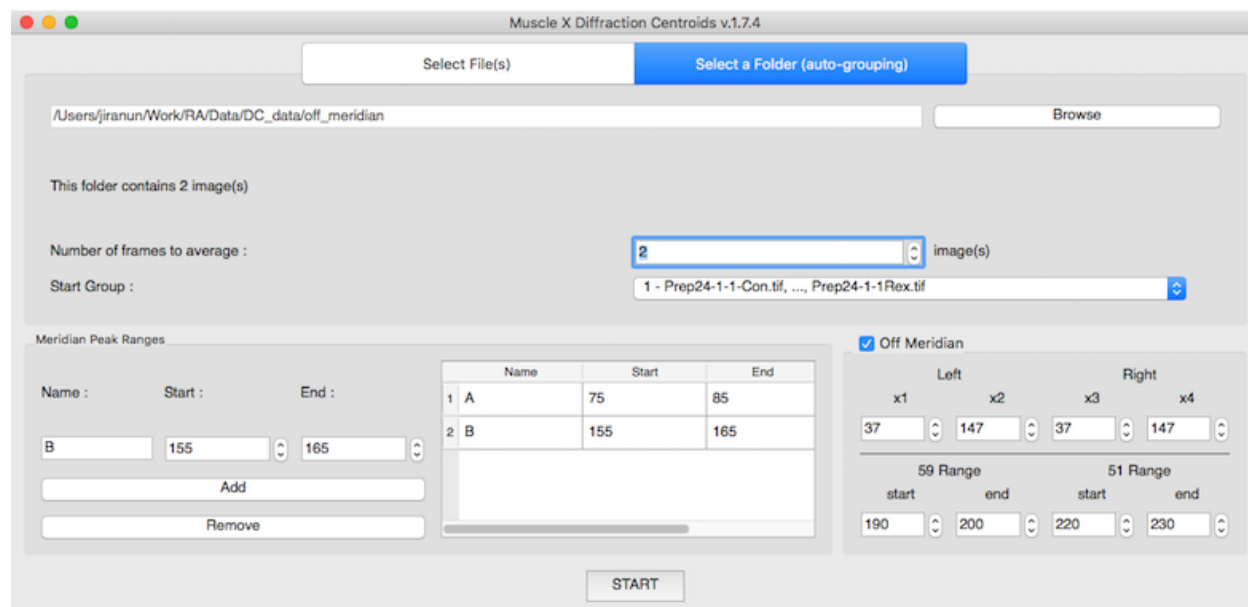 Muscle X Diffraction Centroids v.1.7.4
Select File(s) Select a Folder (auto-grouping)
/Users/jiranun/Work/RA/Data/DC_data/off_meridian Browse
This folder contains 2 image(s)
Number of frames to average : 2 image(s)
Start Group : 1 - Prep24-1-1-Con.tif, ..., Prep24-1-1Rex.tif
Meridian Peak Ranges
Name : Start : End :
B 155 165
Add
Remove
Name Start End
1 A 75 85
2 B 155 165
Off Meridian
Left Right
x1 x2 x3 x4
37 147 37 147
59 Range 51 Range
start end start end
190 200 220 230
START